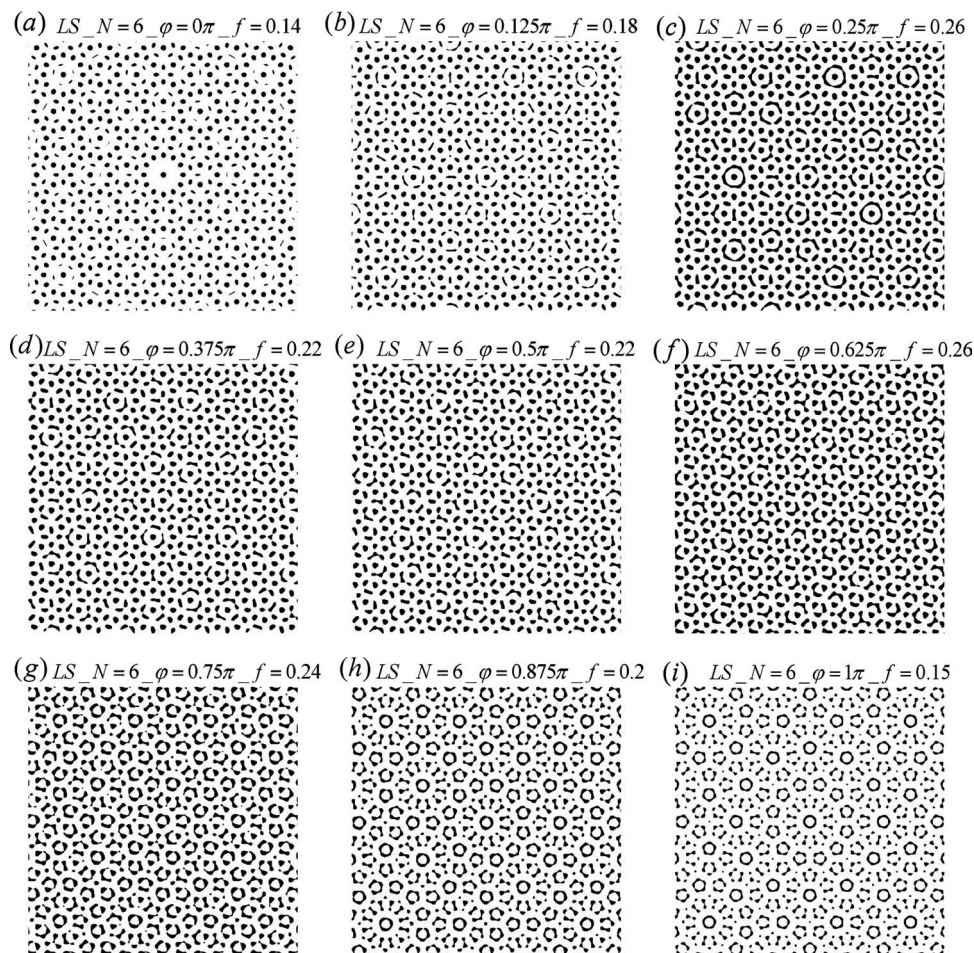 (a) LS_N=6_φ=0π_f=0.14
(b) LS_N=6_φ=0.125π_f=0.18
(c) LS_N=6_φ=0.25π_f=0.26
(d) LS_N=6_φ=0.375π_f=0.22
(e) LS_N=6_φ=0.5π_f=0.22
(f) LS_N=6_φ=0.625π_f=0.26
(g) LS_N=6_φ=0.75π_f=0.24
(h) LS_N=6_φ=0.875π_f=0.2
(i) LS_N=6_φ=1π_f=0.15